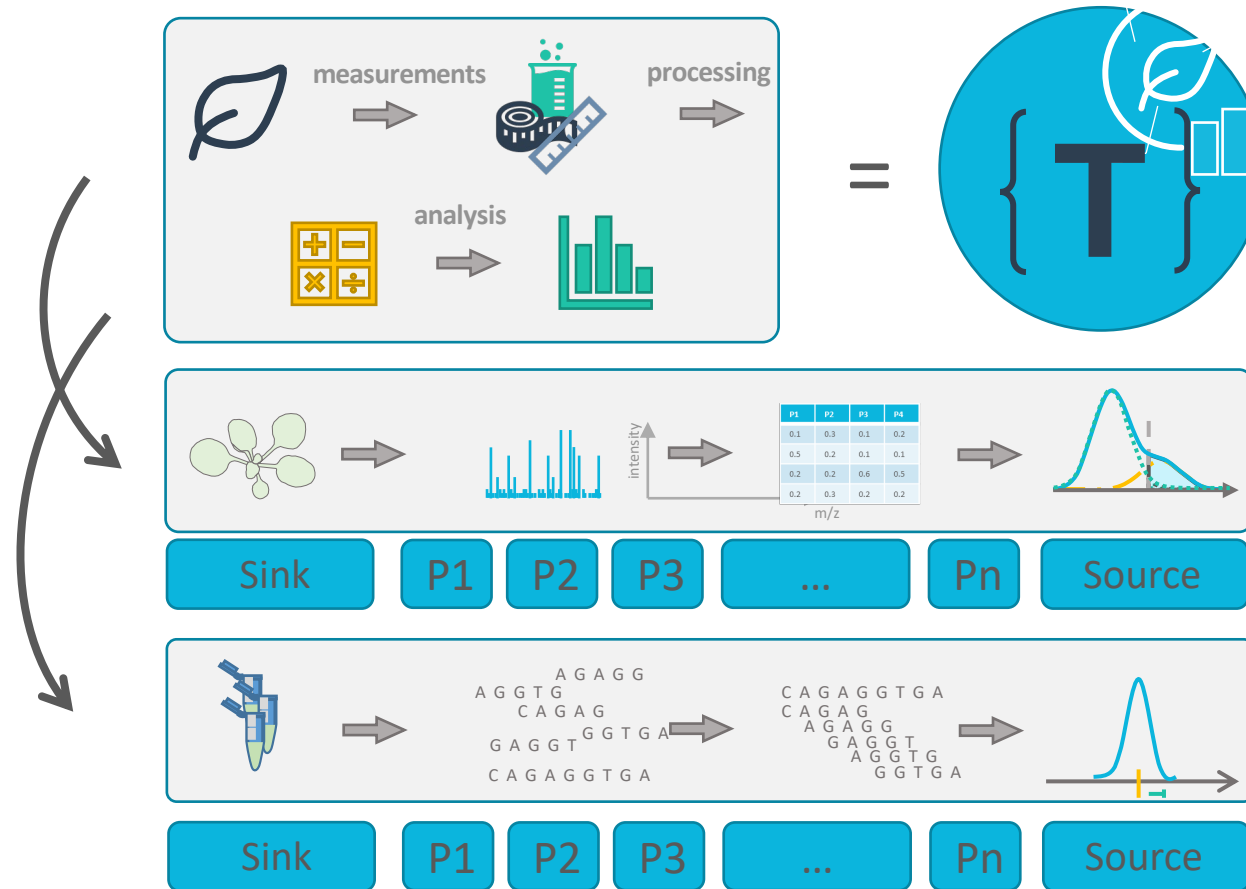 measurements
processing
analysis
=
{ T }
intensity
m/z
P1 P2 P3 P4
0.1 0.3 0.1 0.2
0.5 0.2 0.1 0.1
0.2 0.2 0.6 0.5
0.2 0.3 0.2 0.2
Sink P1 P2 P3 ... Pn Source
A G A G G
A G G T G
C A G A G
G G T G A
G A G G T
C A G A G G T G A
C A G A G G T G A
C A G A G
A G A G G
G A G G T
A G G T G
G G T G A
Sink P1 P2 P3 ... Pn Source